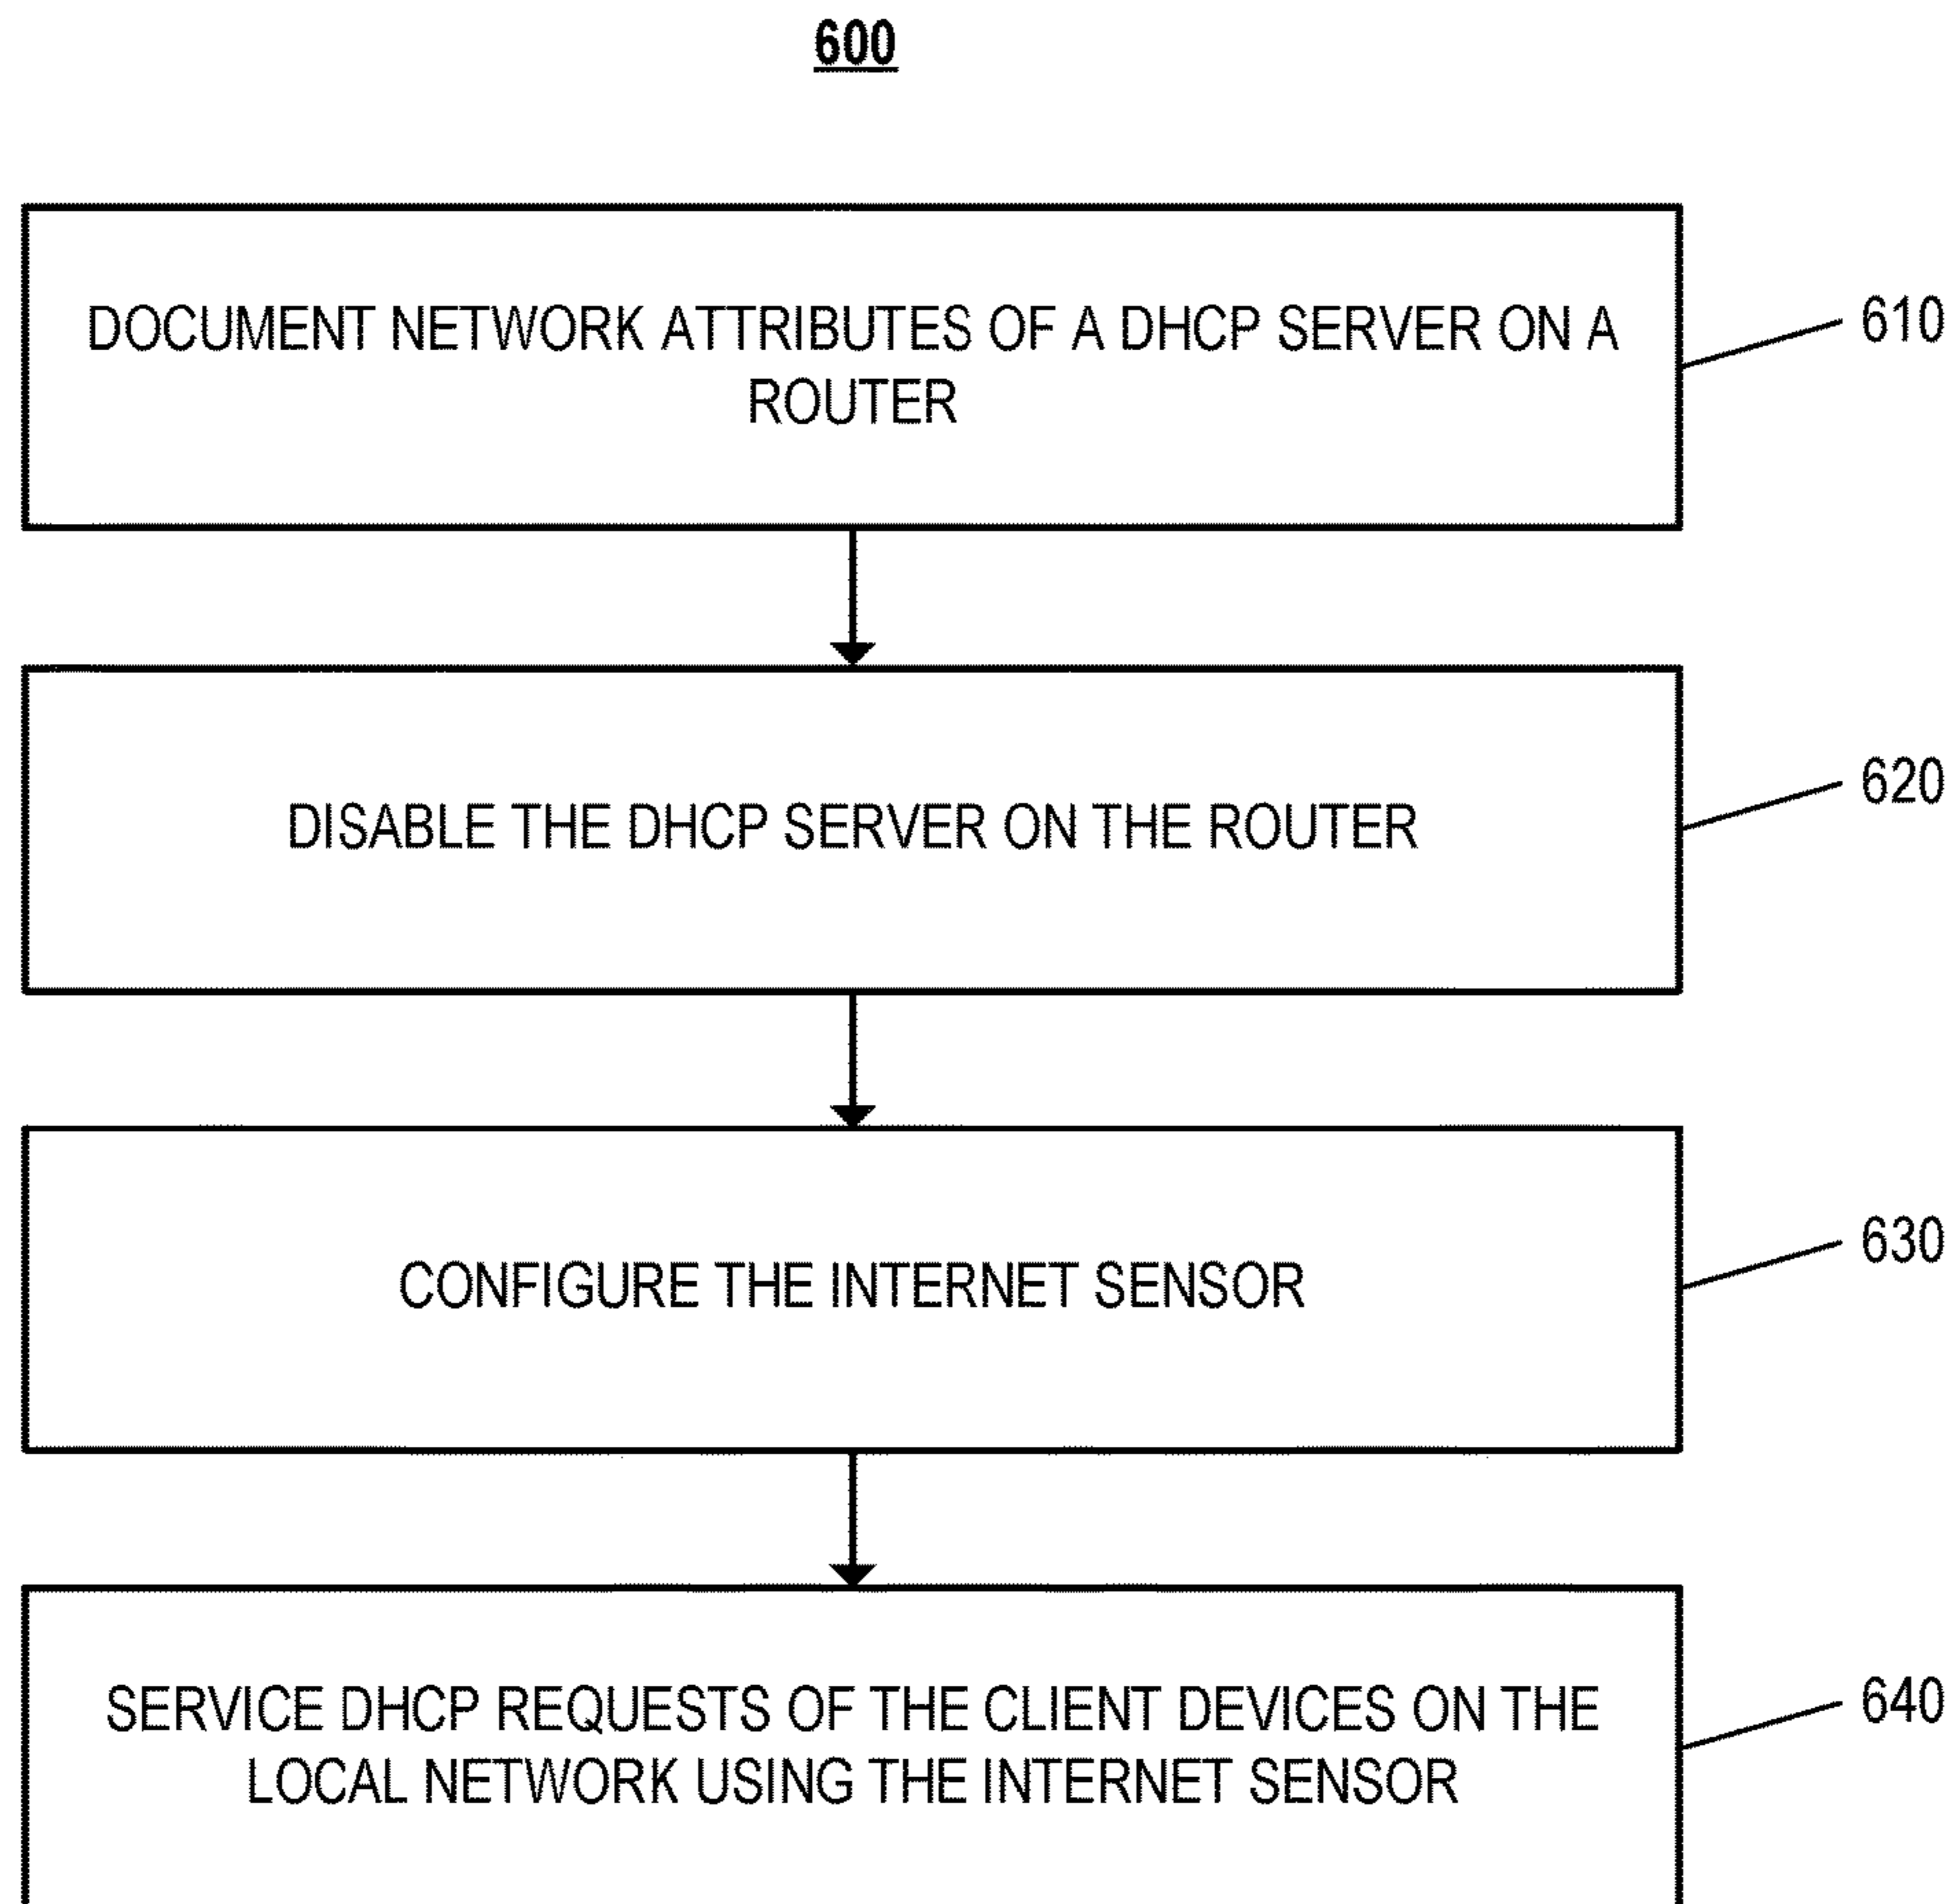 600
DOCUMENT NETWORK ATTRIBUTES OF A DHCP SERVER ON A
ROUTER
610
DISABLE THE DHCP SERVER ON THE ROUTER
620
CONFIGURE THE INTERNET SENSOR
630
SERVICE DHCP REQUESTS OF THE CLIENT DEVICES ON THE
LOCAL NETWORK USING THE INTERNET SENSOR
640